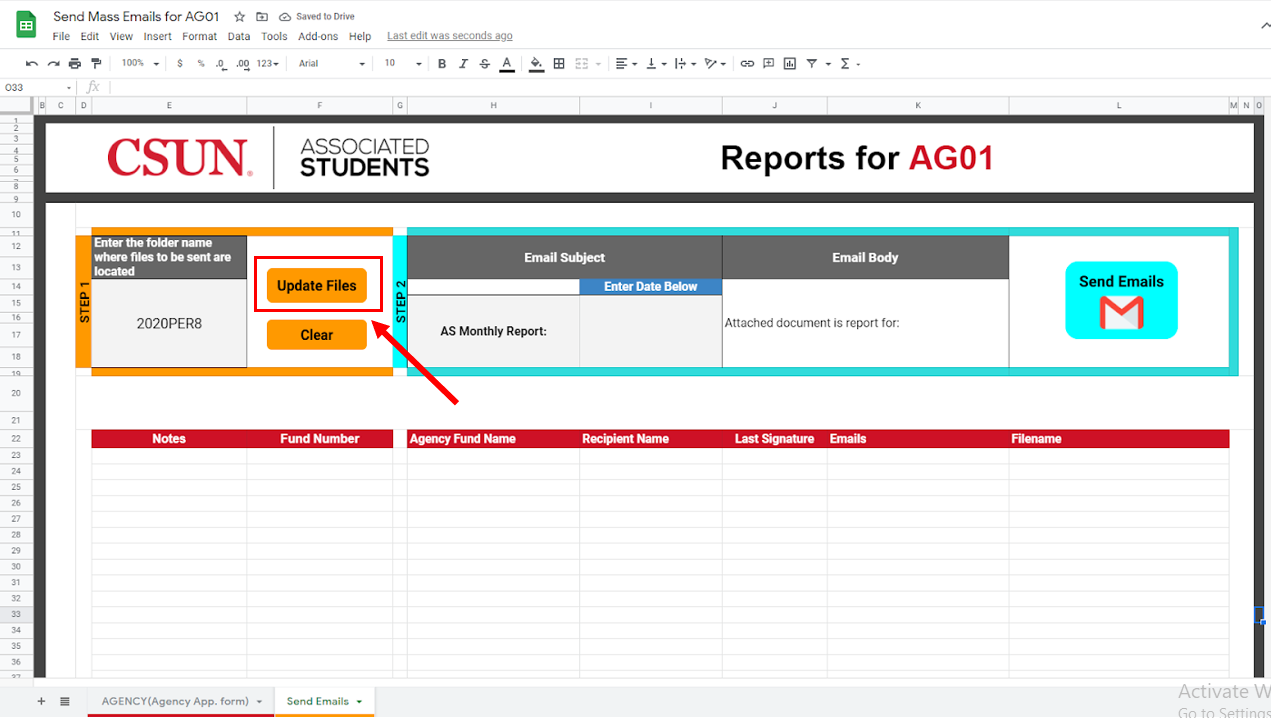 Send Mass Emails for AG01
Saved to Drive
File Edit View Insert Format Data Tools Add-ons Help Last edit was seconds ago
100% $ % .0 .00 123 Arial 10 B I S A
O33 fx
B C D E F G H I J K L M N O
1
2
3
4
5
6
7
8
9
10
11
12
13
14
15
16
17
18
19
20
21
22
23
24
25
26
27
28
29
30
31
32
33
34
35
36
37
CSUN®
ASSOCIATED
STUDENTS
Reports for AG01
STEP 1
Enter the folder name
where files to be sent are
located
2020PER8
Update Files
Clear
STEP 2
Email Subject
Enter Date Below
AS Monthly Report:
Email Body
Attached document is report for:
Send Emails
Notes Fund Number Agency Fund Name Recipient Name Last Signature Emails Filename
AGENCY(Agency App. form) Send Emails
Activate W
Go to Settings